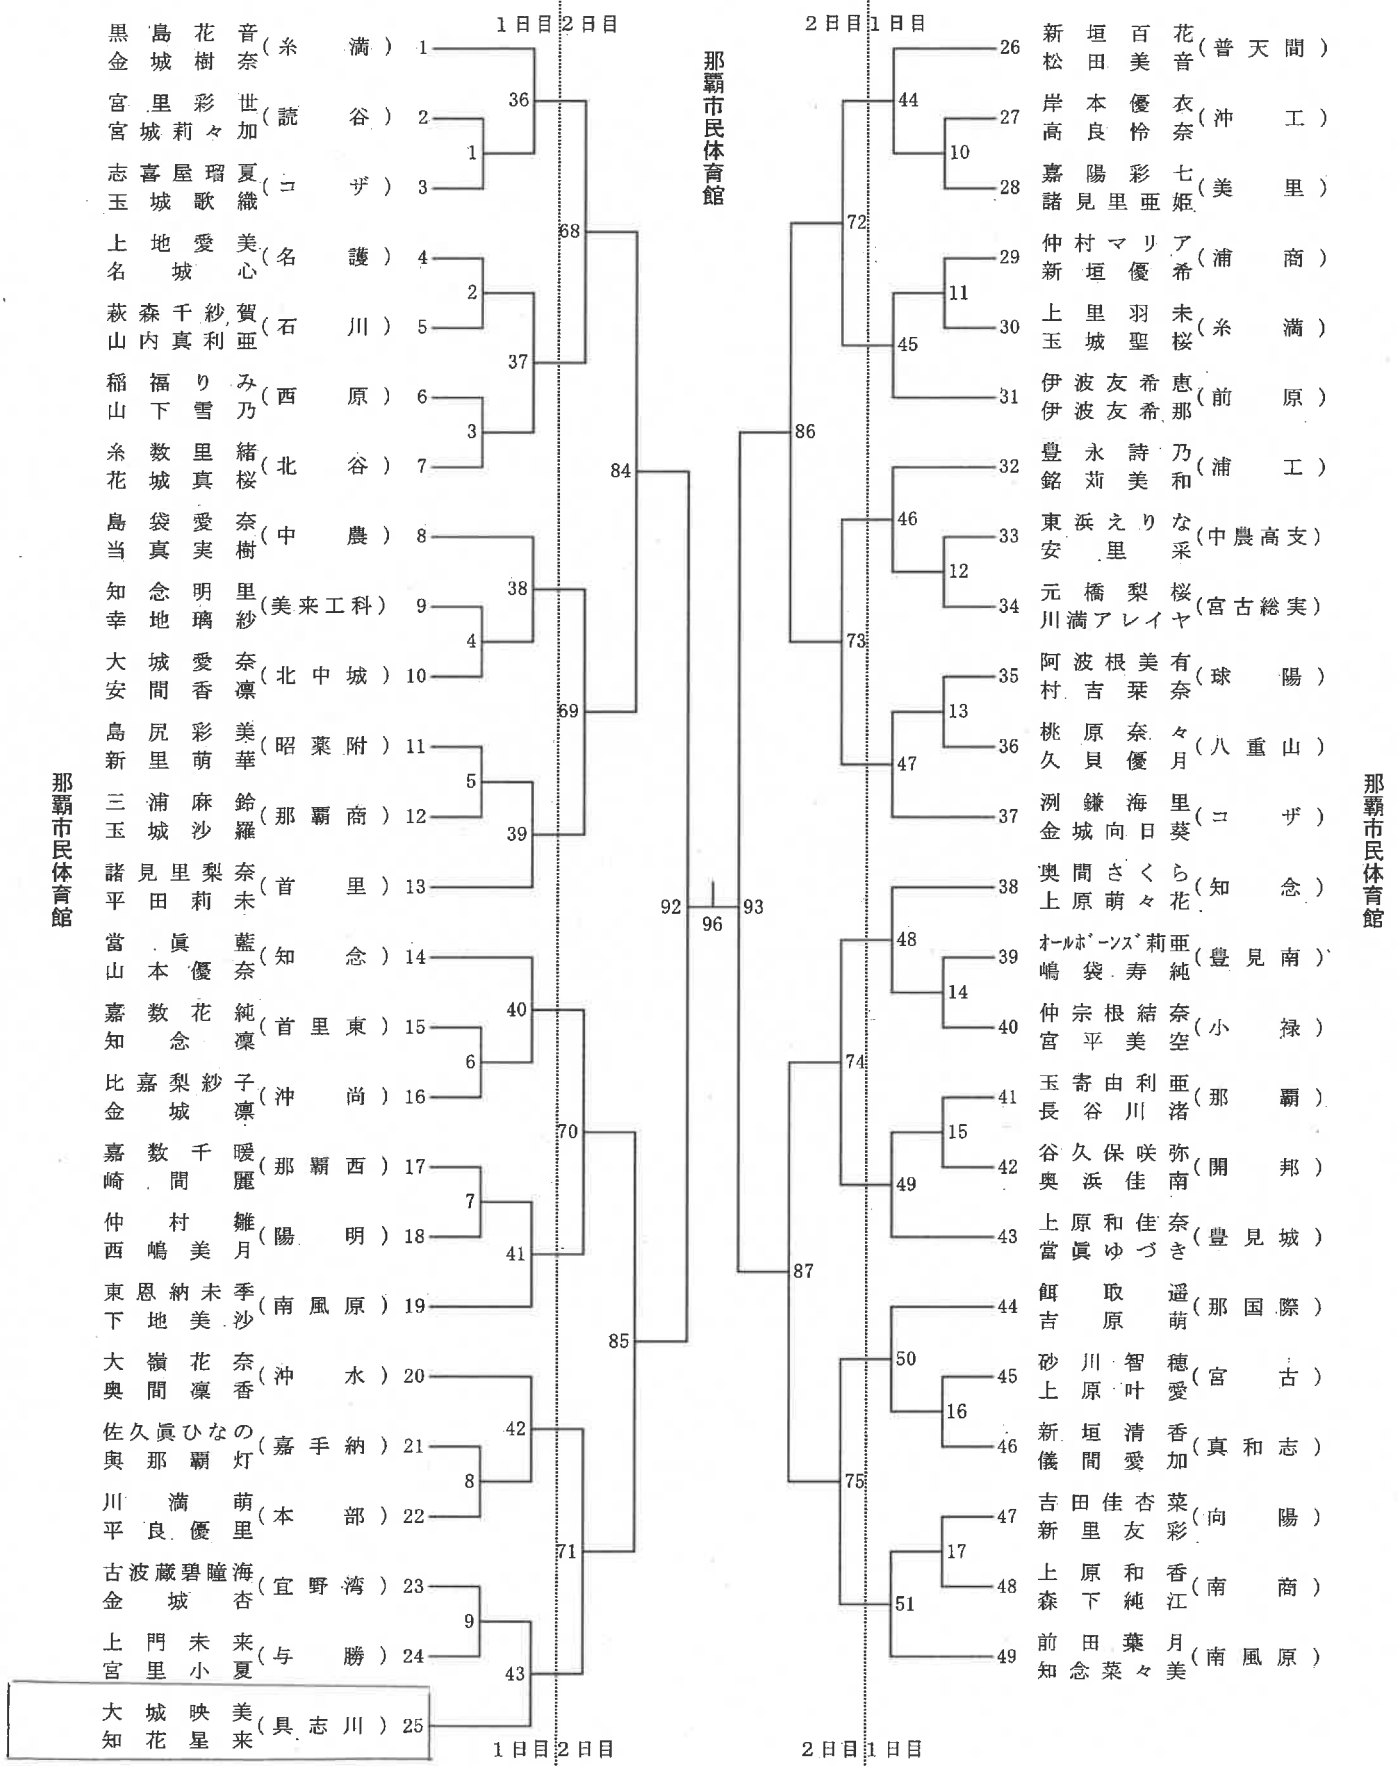 1日目 2日目
黒島花音
金城樹奈
(糸満) 1
宮里彩世
宮城莉々加
(読谷) 2
志喜屋瑠夏
玉城歌織
(コザ) 3
上地愛美
名城心
(名護) 4
萩森千紗賀
山内真利亜
(石川) 5
稲福りみ
山下雪乃
(西原) 6
糸数里緒
花城真桜
(北谷) 7
島袋愛奈
当真実樹
(中農) 8
知念明里
幸地璃紗
(美来工科) 9
大城愛奈
安間香凛
(北中城) 10
島尻彩美
新里萌華
(昭薬附) 11
三浦麻鈴
玉城沙羅
(那覇商) 12
諸見里梨奈
平田莉未
(首里) 13
當眞藍
山本優奈
(知念) 14
嘉数花純
知念凜
(首里東) 15
比嘉梨紗子
金城凛
(沖尚) 16
嘉数千暖
崎間麗
(那覇西) 17
仲村雛
西嶋美月
(陽明) 18
東恩納未季
下地美沙
(南風原) 19
大嶺花奈
奥間凜香
(沖水) 20
佐久眞ひなの
與那覇灯
(嘉手納) 21
川満萌
平良優里
(本部) 22
古波蔵碧瞳海
金城杏
(宜野湾) 23
上門未来
宮里小夏
(与勝) 24
大城映美
知花星来
(具志川) 25
1日目 2日目
那覇市民体育館
1
2
3
4
5
6
7
8
9
36
37
38
39
40
41
42
43
68
69
70
71
84
85
92
96
93
那覇市民体育館
2日目 1日目
86
87
72
73
74
75
44
45
46
47
48
49
50
51
10
11
12
13
14
15
16
17
26 新垣百花
松田美音
(普天間)
27 岸本優衣
高良怜奈
(沖工)
28 嘉陽彩七
諸見里亜姫
(美里)
29 仲村マリア
新垣優希
(浦商)
30 上里羽未
玉城聖桜
(糸満)
31 伊波友希恵
伊波友希那
(前原)
32 豊永詩乃
銘苅美和
(浦工)
33 東浜えりな
安里采
(中農高支)
34 元橋梨桜
川満アレイヤ
(宮古総実)
35 阿波根美有
村吉栞奈
(球陽)
36 桃原奈々
久貝優月
(八重山)
37 洌鎌海里
金城向日葵
(コザ)
38 奥間さくら
上原萌々花
(知念)
39 オールボーンズ莉亜
嶋袋寿純
(豊見南)
40 仲宗根結奈
宮平美空
(小禄)
41 玉寄由利亜
長谷川渚
(那覇)
42 谷久保咲弥
奥浜佳南
(開邦)
43 上原和佳奈
當眞ゆづき
(豊見城)
44 餌取遥
吉原萌
(那国際)
45 砂川智穂
上原叶愛
(宮古)
46 新垣清香
儀間愛加
(真和志)
47 吉田佳杏菜
新里友彩
(向陽)
48 上原和香
森下純江
(南商)
49 前田葉月
知念菜々美
(南風原)
2日目 1日目
那覇市民体育館